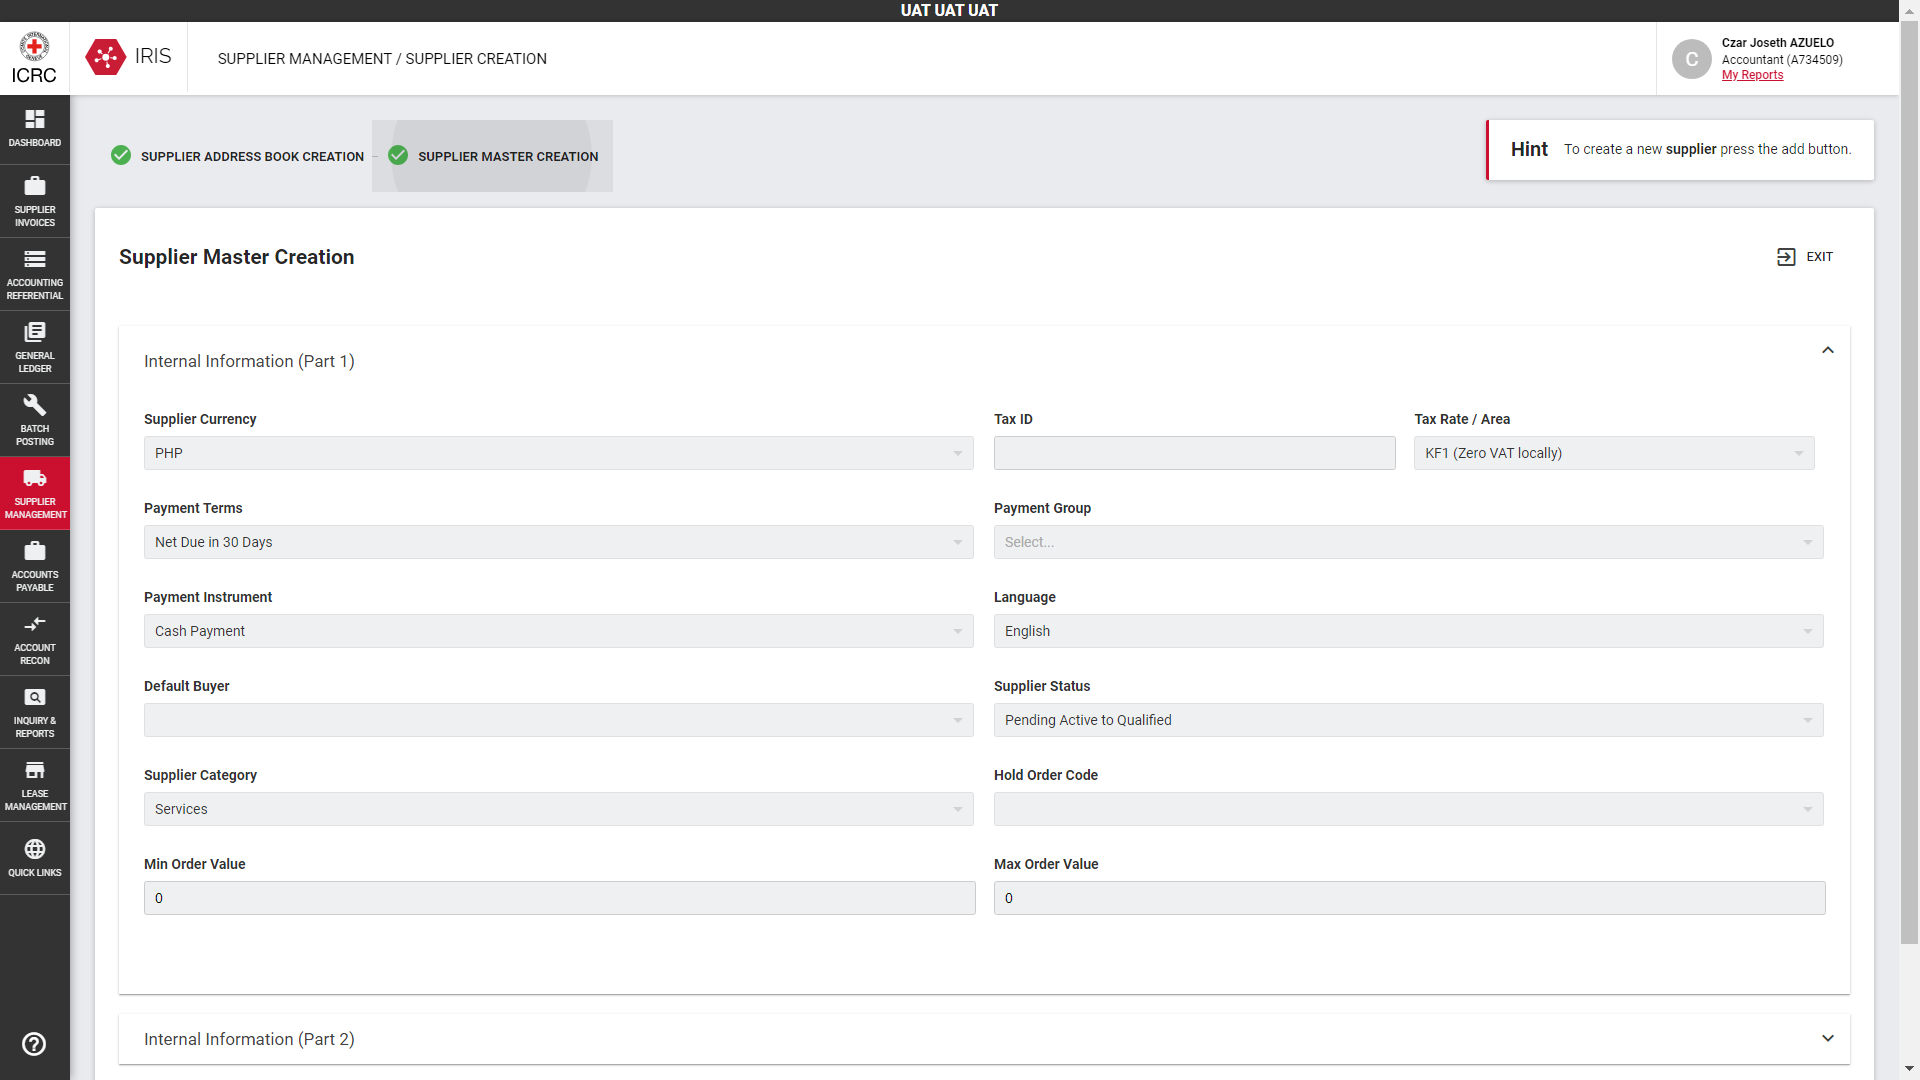 UAT UAT UAT
ICRC
IRIS
SUPPLIER MANAGEMENT / SUPPLIER CREATION
C
Czar Joseth AZUELO
Accountant (A734509)
My Reports
DASHBOARD
SUPPLIER
INVOICES
ACCOUNTING
REFERENTIAL
GENERAL
LEDGER
BATCH
POSTING
SUPPLIER
MANAGEMENT
ACCOUNTS
PAYABLE
ACCOUNT
RECON
INQUIRY &
REPORTS
LEASE
MANAGEMENT
QUICK LINKS
SUPPLIER ADDRESS BOOK CREATION
SUPPLIER MASTER CREATION
Hint To create a new supplier press the add button.
Supplier Master Creation
EXIT
Internal Information (Part 1)
Supplier Currency
PHP
Tax ID
Tax Rate / Area
KF1 (Zero VAT locally)
Payment Terms
Net Due in 30 Days
Payment Group
Select...
Payment Instrument
Cash Payment
Language
English
Default Buyer
Supplier Status
Pending Active to Qualified
Supplier Category
Services
Hold Order Code
Min Order Value
0
Max Order Value
0
Internal Information (Part 2)